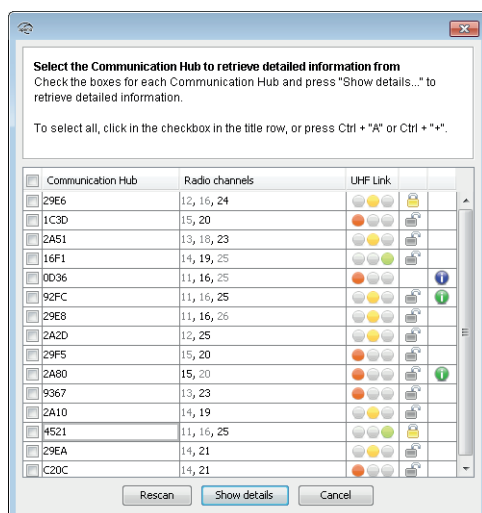 Select the Communication Hub to retrieve detailed information from
Check the boxes for each Communication Hub and press "Show details..." to
retrieve detailed information.
To select all, click in the checkbox in the title row, or press Ctrl + "A" or Ctrl + "+".
Communication Hub Radio channels UHF Link
29E6 12, 16, 24
1C3D 15, 20
2A51 13, 18, 23
16F1 14, 19, 25
0D36 11, 16, 25
92FC 11, 16, 25
29E8 11, 16, 26
2A2D 12, 25
29F5 15, 20
2A80 15, 20
9367 13, 23
2A10 14, 19
4521 11, 16, 25
29EA 14, 21
C20C 14, 21
Rescan Show details Cancel